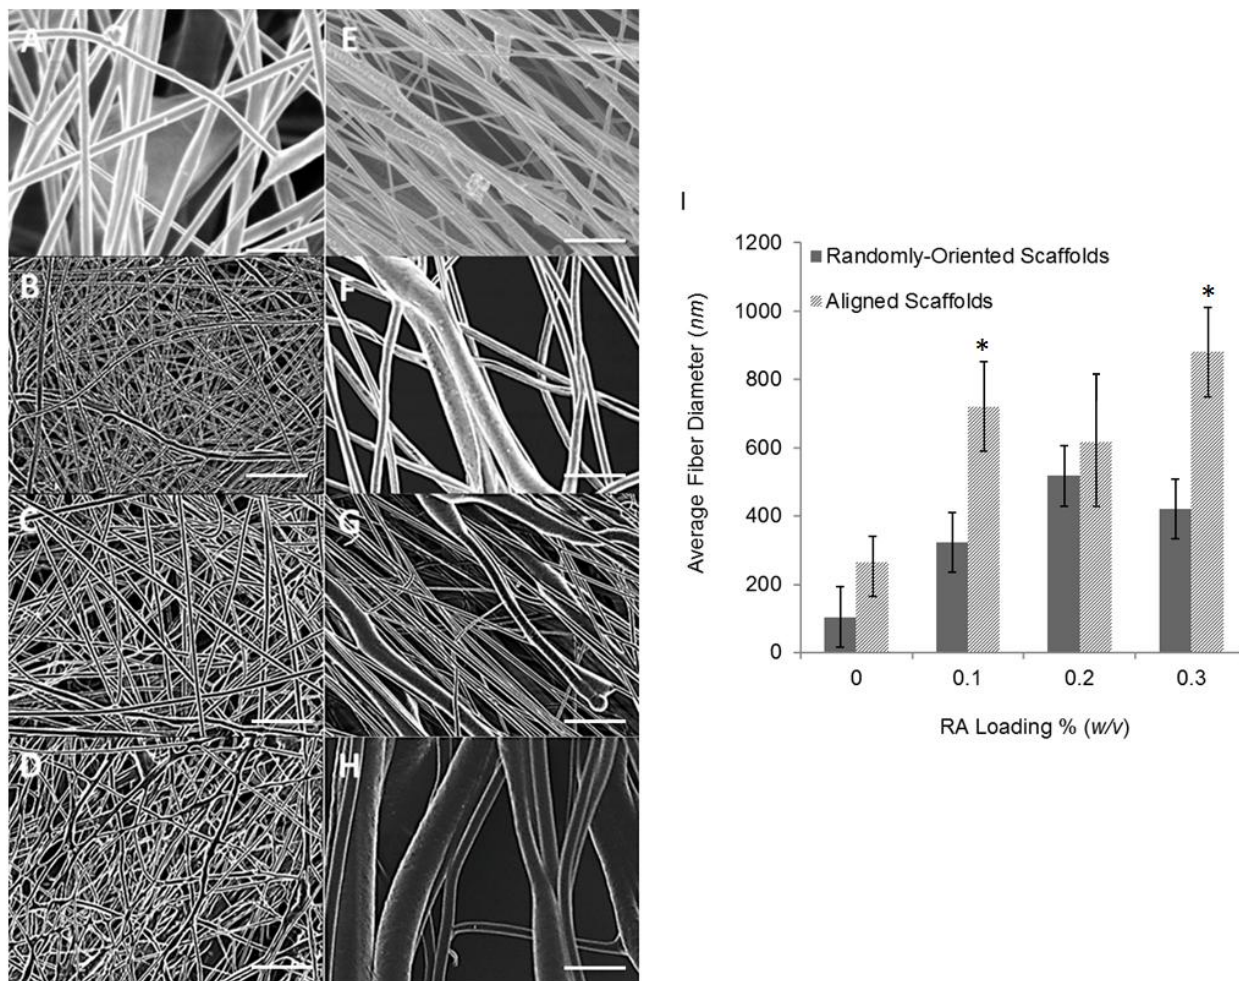 A
E
B
F
C
G
D
H
I
1200
1000
800
600
400
200
0
Average Fiber Diameter (nm)
Randomly-Oriented Scaffolds
Aligned Scaffolds
*
*
0 0.1 0.2 0.3
RA Loading % (w/v)